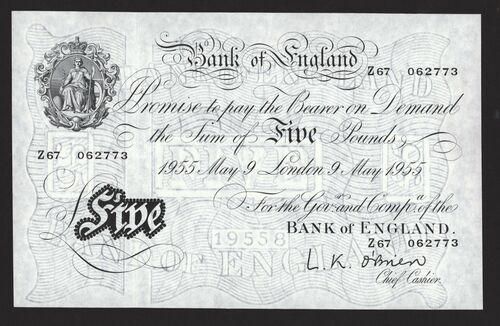 Bank of England
Z67 062773
I Promise to pay the Bearer on Demand
the Sum of Five Pounds
Z67 062773
1955 May 9 London 9 May 1955
For the Gov.r and Comp.a of the
BANK of ENGLAND.
Z67 062773
£ Five
19558
L. K. O'Brien
Chief Cashier.
OF ENGLAND